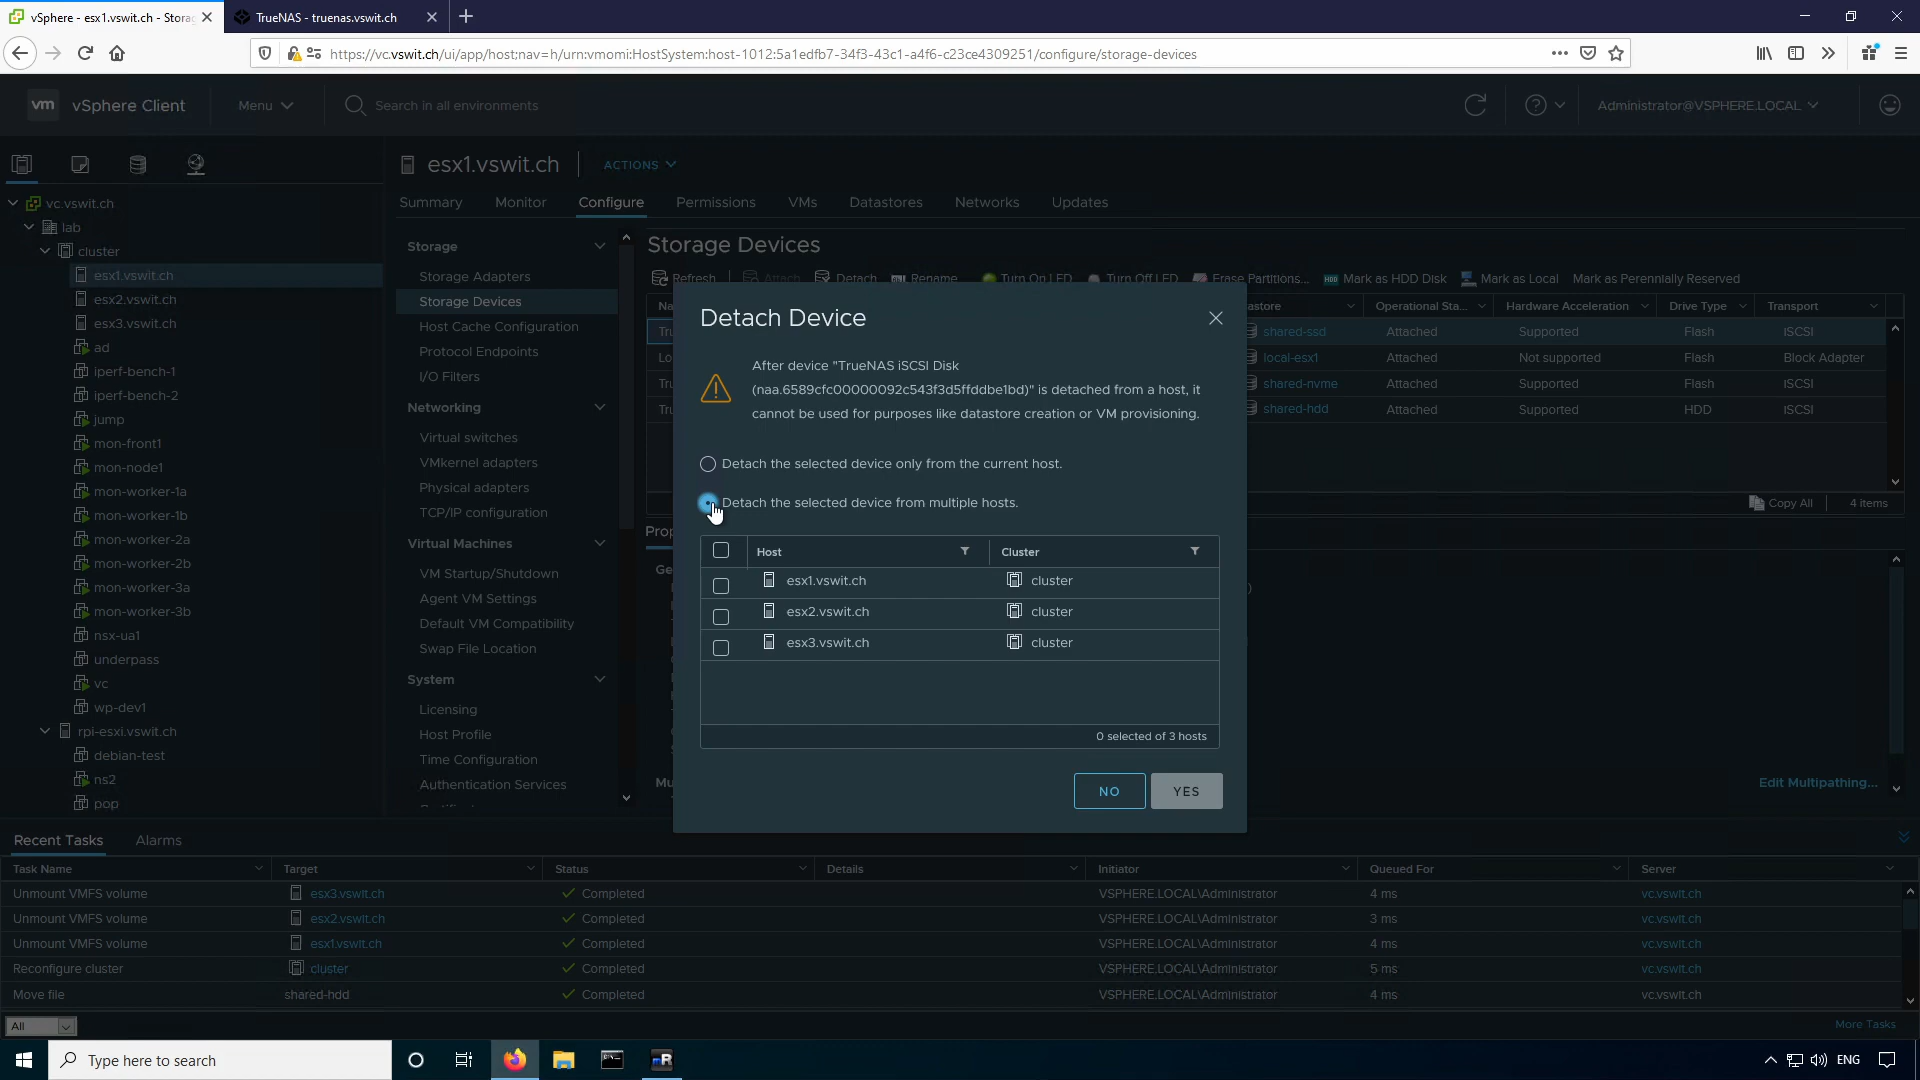 vSphere - esx1.vswit.ch - Stora
TrueNAS - truenas.vswit.ch
https://vc.vswit.ch/ui/app/host;nav=h/urn:vmomi:HostSystem:host-1012:5a1edfb7-34f3-43c1-a4f6-c23ce4309251/configure/storage-devices
vm vSphere Client
Menu
Search in all environments
Administrator@VSPHERE.LOCAL
esx1.vswit.ch
ACTIONS
Summary Monitor Configure Permissions VMs Datastores Networks Updates
vc.vswit.ch
lab
cluster
esx1.vswit.ch
esx2.vswit.ch
esx3.vswit.ch
ad
iperf-bench-1
iperf-bench-2
jump
mon-front1
mon-node1
mon-worker-1a
mon-worker-1b
mon-worker-2a
mon-worker-2b
mon-worker-3a
mon-worker-3b
nsx-ua1
underpass
vc
wp-dev1
rpi-esxi.vswit.ch
debian-test
ns2
pop
Storage
Storage Adapters
Storage Devices
Host Cache Configuration
Protocol Endpoints
I/O Filters
Networking
Virtual switches
VMkernel adapters
Physical adapters
TCP/IP configuration
Virtual Machines
VM Startup/Shutdown
Agent VM Settings
Default VM Compatibility
Swap File Location
System
Licensing
Host Profile
Time Configuration
Authentication Services
Storage Devices
Refresh Attach Detach Rename Turn On LED Turn Off LED Erase Partitions... Mark as HDD Disk Mark as Local Mark as Perennially Reserved
Operational Sta... Hardware Acceleration Drive Type Transport
shared-ssd Attached Supported Flash iSCSI
local-esx1 Attached Not supported Flash Block Adapter
shared-nvme Attached Supported Flash iSCSI
shared-hdd Attached Supported HDD iSCSI
Copy All 4 items
Edit Multipathing...
Detach Device
After device "TrueNAS iSCSI Disk
(naa.6589cfc00000092c543f3d5ffddbe1bd)" is detached from a host, it
cannot be used for purposes like datastore creation or VM provisioning.
Detach the selected device only from the current host.
Detach the selected device from multiple hosts.
Host Cluster
esx1.vswit.ch cluster
esx2.vswit.ch cluster
esx3.vswit.ch cluster
0 selected of 3 hosts
NO YES
Recent Tasks Alarms
Task Name Target Status Details Initiator Queued For Server
Unmount VMFS volume esx3.vswit.ch Completed VSPHERE.LOCAL\Administrator 4 ms vc.vswit.ch
Unmount VMFS volume esx2.vswit.ch Completed VSPHERE.LOCAL\Administrator 3 ms vc.vswit.ch
Unmount VMFS volume esx1.vswit.ch Completed VSPHERE.LOCAL\Administrator 4 ms vc.vswit.ch
Reconfigure cluster cluster Completed VSPHERE.LOCAL\Administrator 5 ms vc.vswit.ch
Move file shared-hdd Completed VSPHERE.LOCAL\Administrator 4 ms vc.vswit.ch
All
More Tasks
Type here to search
ENG